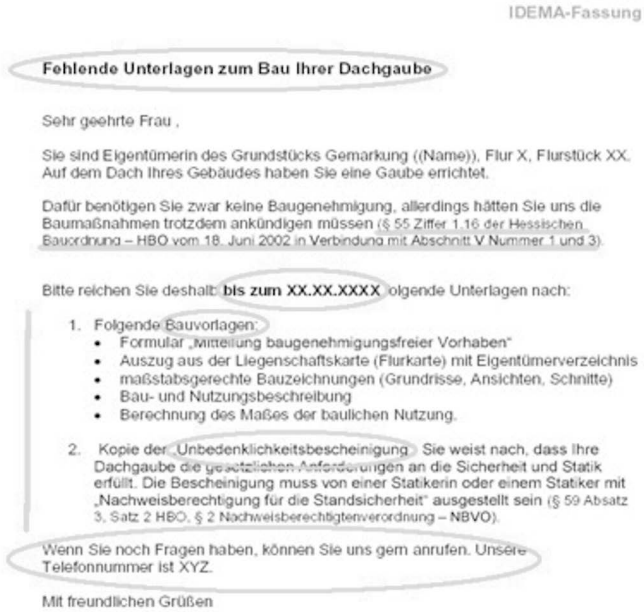 IDEMA-Fassung
Fehlende Unterlagen zum Bau Ihrer Dachgaube
Sehr geehrte Frau ,
Sie sind Eigentümerin des Grundstücks Gemarkung ((Name)), Flur X, Flurstück XX.
Auf dem Dach Ihres Gebäudes haben Sie eine Gaube errichtet.
Dafür benötigen Sie zwar keine Baugenehmigung, allerdings hätten Sie uns die
Baumaßnahmen trotzdem ankündigen müssen (§ 55 Ziffer 1.16 der Hessischen
Bauordnung – HBO vom 18. Juni 2002 in Verbindung mit Abschnitt V Nummer 1 und 3).
Bitte reichen Sie deshalb bis zum XX.XX.XXXX olgende Unterlagen nach:
1. Folgende Bauvorlagen:
• Formular „Mitteilung baugenehmigungsfreier Vorhaben"
• Auszug aus der Liegenschaftskarte (Flurkarte) mit Eigentümerverzeichnis
• maßstabsgerechte Bauzeichnungen (Grundrisse, Ansichten, Schnitte)
• Bau- und Nutzungsbeschreibung
• Berechnung des Maßes der baulichen Nutzung.
2. Kopie der „Unbedenklichkeitsbescheinigung Sie weist nach, dass Ihre
Dachgaube die gesetzlichen Anforderungen an die Sicherheit und Statik
erfüllt. Die Bescheinigung muss von einer Statikerin oder einem Statiker mit
„Nachweisberechtigung für die Standsicherheit" ausgestellt sein (§ 59 Absatz
3, Satz 2 HBO, § 2 Nachweisberechtigtenverordnung – NBVO).
Wenn Sie noch Fragen haben, können Sie uns gern anrufen. Unsere
Telefonnummer ist XYZ.
Mit freundlichen Grüßen